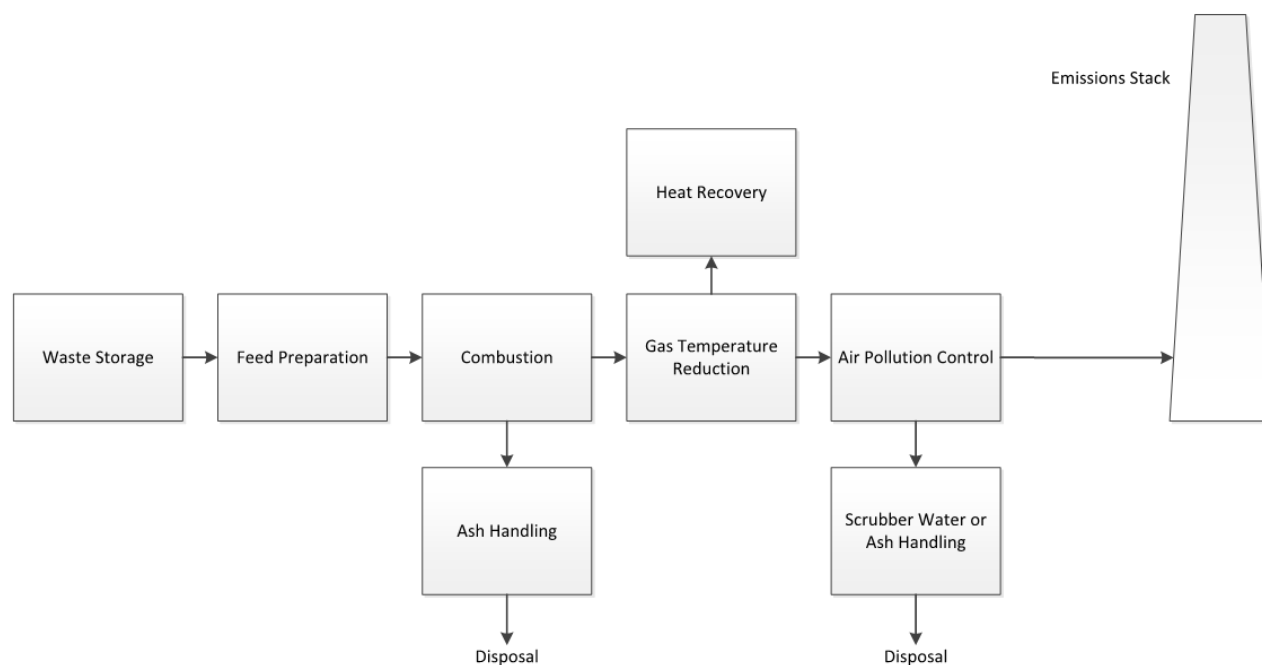 Emissions Stack
Heat Recovery
Waste Storage
Feed Preparation
Combustion
Gas Temperature
Reduction
Air Pollution Control
Ash Handling
Scrubber Water or
Ash Handling
Disposal
Disposal